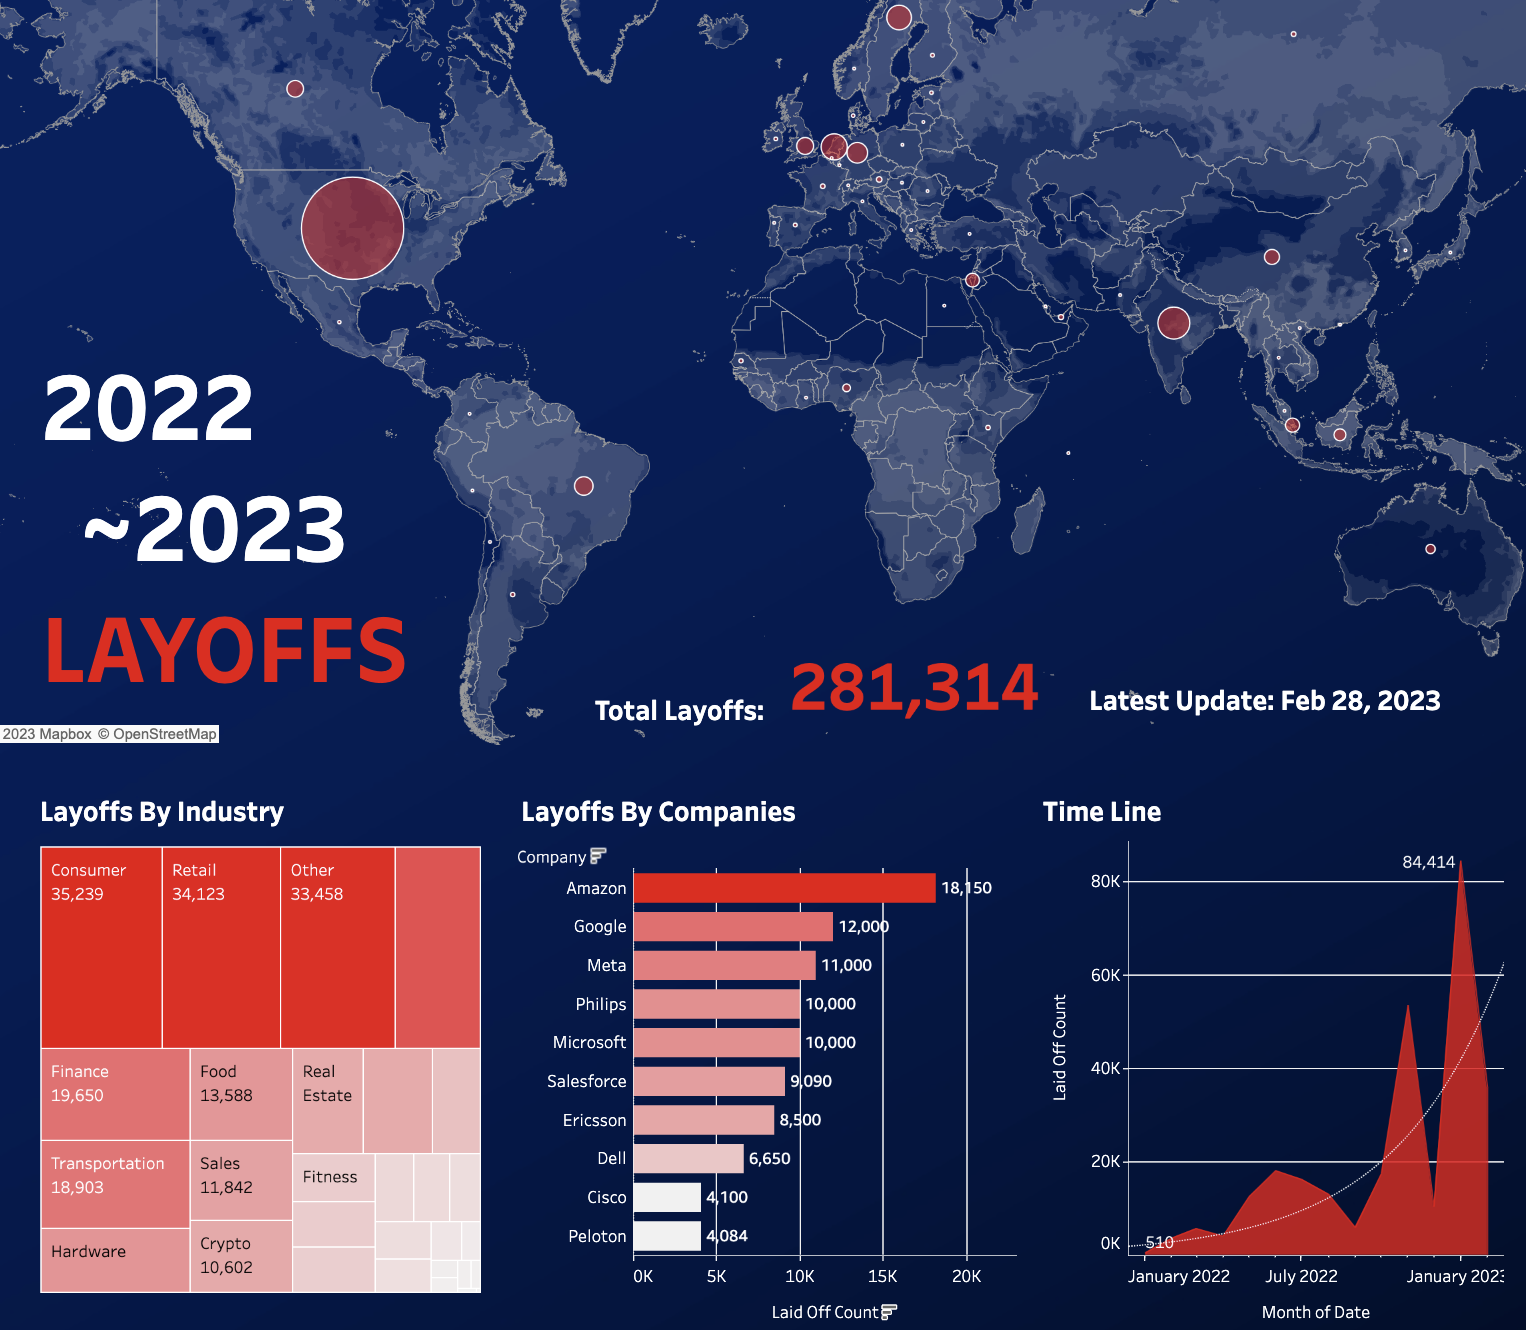 2022
~2023
LAYOFFS
Total Layoffs: 281,314
Latest Update: Feb 28, 2023
2023 Mapbox © OpenStreetMap
Layoffs By Industry
Consumer
35,239
Retail
34,123
Other
33,458
Finance
19,650
Food
13,588
Real
Estate
Transportation
18,903
Sales
11,842
Fitness
Hardware
Crypto
10,602
Layoffs By Companies
Company
Amazon 18,150
Google 12,000
Meta 11,000
Philips 10,000
Microsoft 10,000
Salesforce 9,090
Ericsson 8,500
Dell 6,650
Cisco 4,100
Peloton 4,084
0K 5K 10K 15K 20K
Laid Off Count
Time Line
84,414
80K
60K
40K
20K
0K
510
Laid Off Count
January 2022 July 2022 January 2023
Month of Date